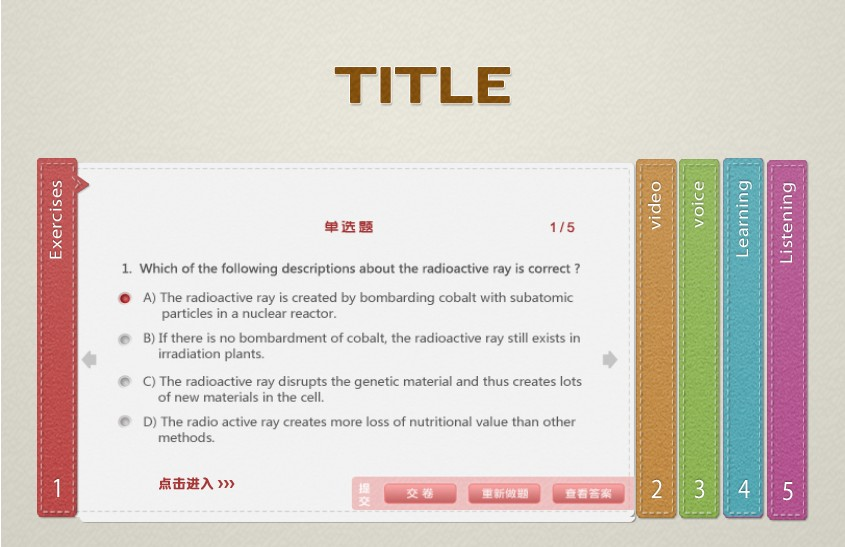 TITLE
Exercises
1
单选题
1/5
1. Which of the following descriptions about the radioactive ray is correct ?
A) The radioactive ray is created by bombarding cobalt with subatomic
particles in a nuclear reactor.
B) If there is no bombardment of cobalt, the radioactive ray still exists in
irradiation plants.
C) The radioactive ray disrupts the genetic material and thus creates lots
of new materials in the cell.
D) The radio active ray creates more loss of nutritional value than other
methods.
点击进入 >>>
提交
交卷
重新做题
查看答案
video
2
voice
3
Learning
4
Listening
5